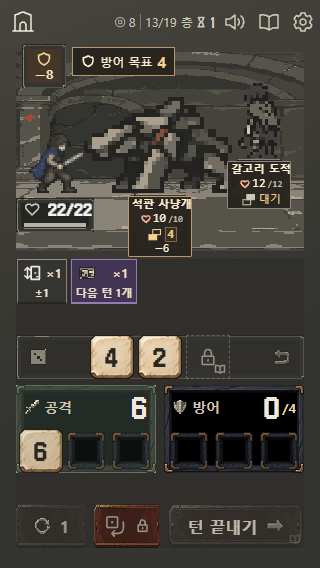 8 | 13/19 층 1
-8
방어 목표 4
갈고리 도적
12/12
대기
22/22
석판 사냥개
10/10
4
-6
×1
±1
×1
다음 턴 1개
4 2
공격 6
방어 0/4
6
1
턴 끝내기